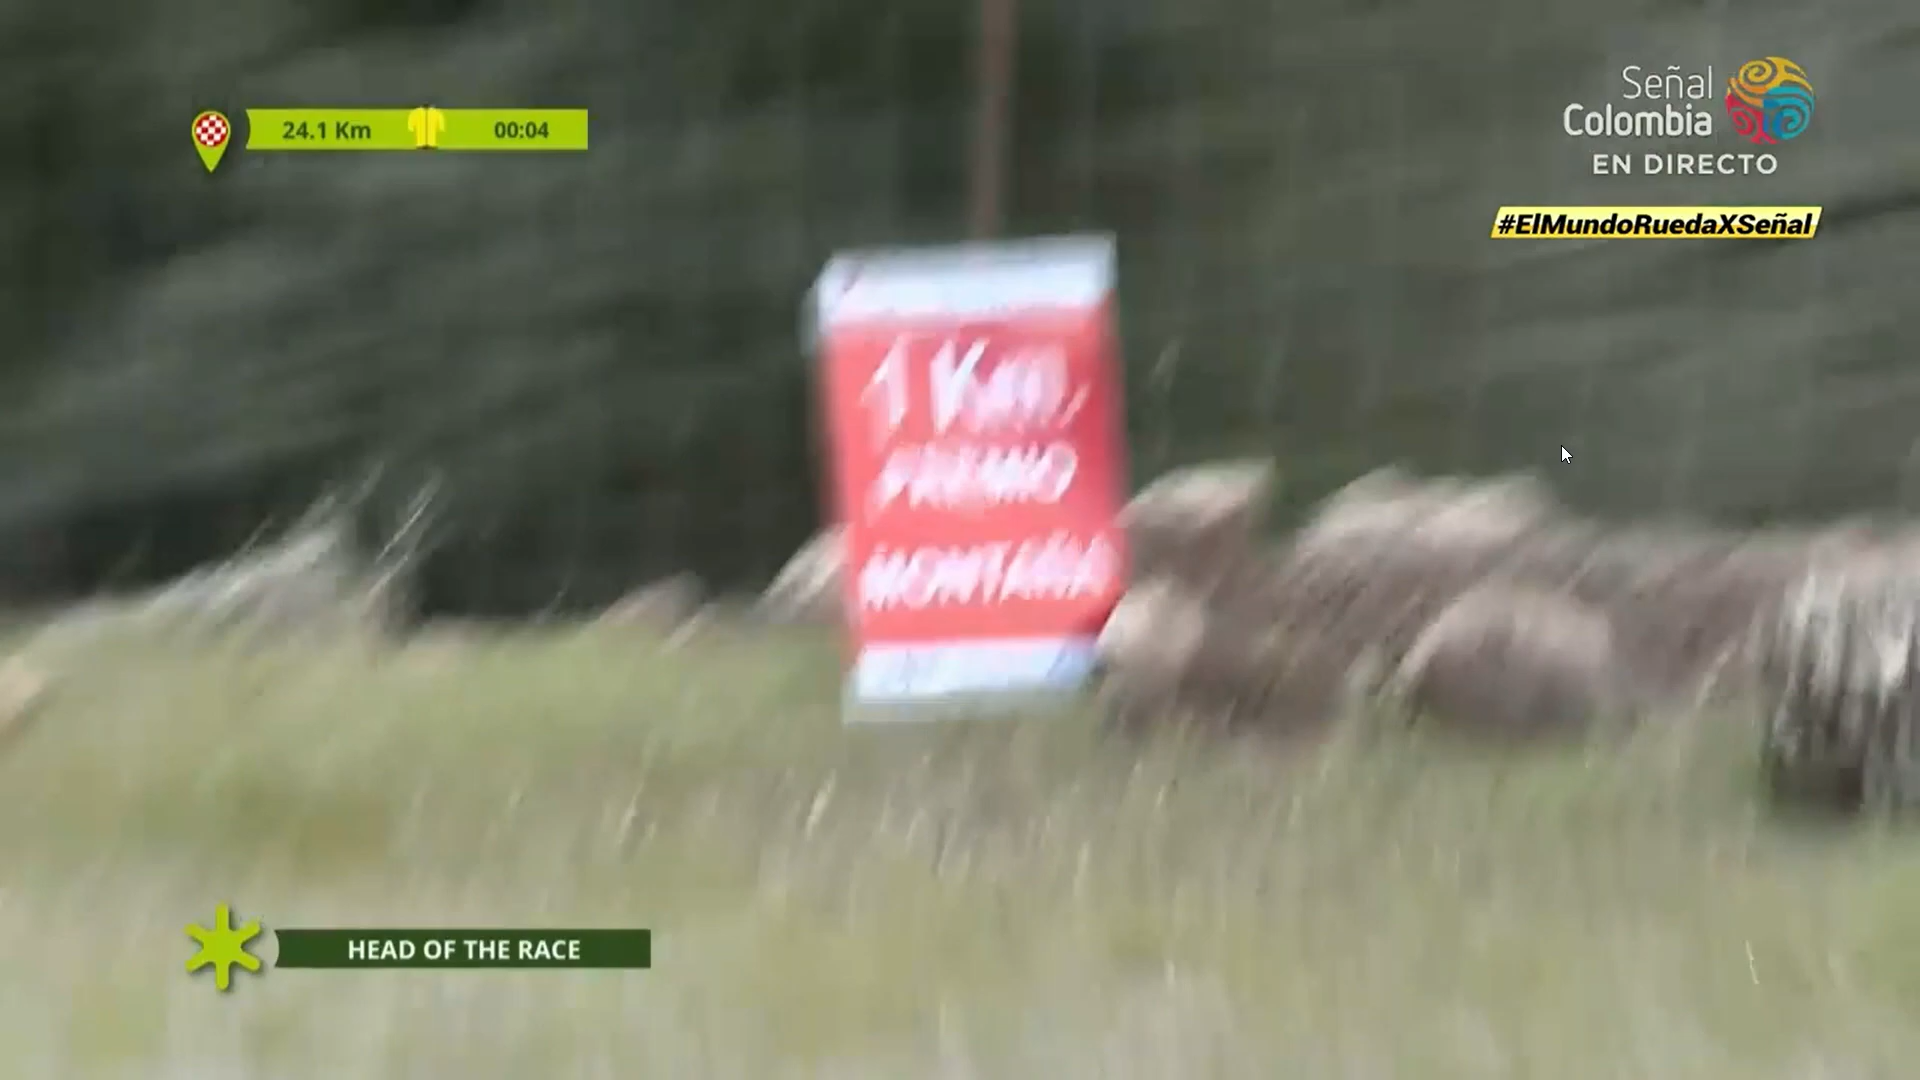 24.1 Km 00:04
Señal
Colombia
EN DIRECTO
#ElMundoRuedaXSeñal
1 Km
PREMIO
MONTAÑA
HEAD OF THE RACE